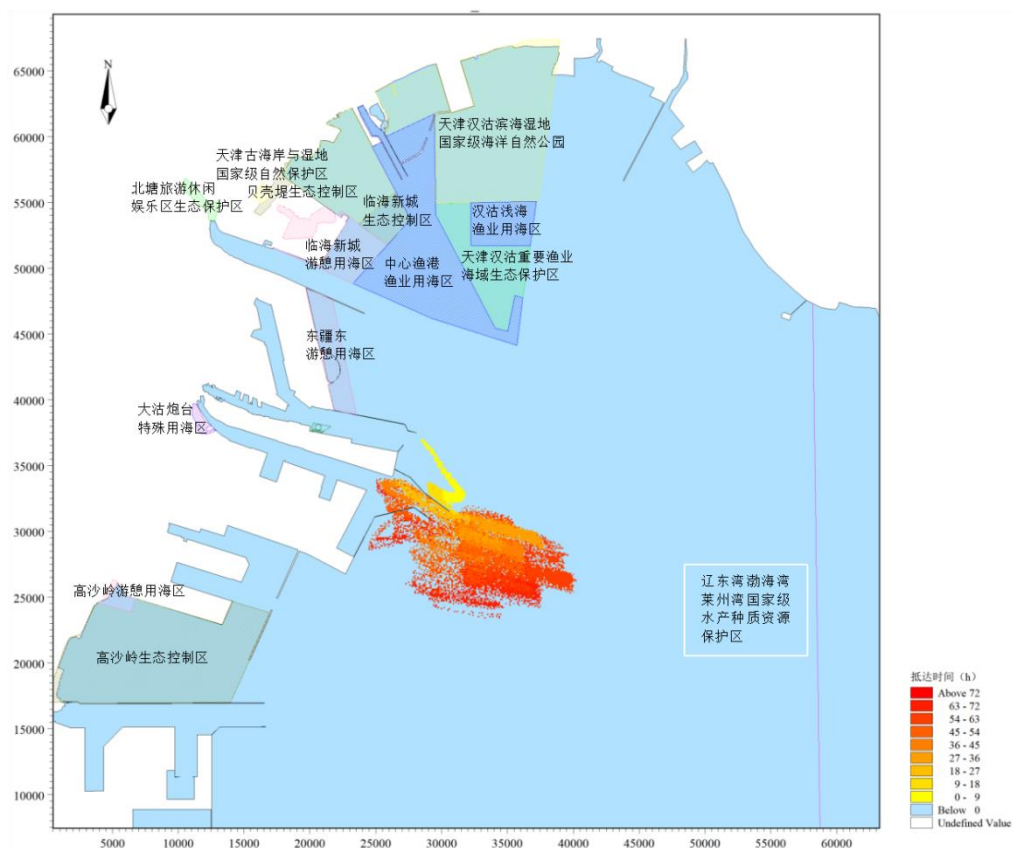 N
65000
60000
55000
50000
45000
40000
35000
30000
25000
20000
15000
10000
5000
10000
15000
20000
25000
30000
35000
40000
45000
50000
55000
60000
天津汉沽滨海湿地
国家级海洋自然公园
天津古海岸与湿地
国家级自然保护区
贝壳堤生态控制区
北塘旅游休闲
娱乐区生态保护区
临海新城
生态控制区
汉沽浅海
渔业用海区
临海新城
游憩用海区
中心渔港
渔业用海区
天津汉沽重要渔业
海域生态保护区
东疆东
游憩用海区
大沽炮台
特殊用海区
高沙岭游憩用海区
高沙岭生态控制区
辽东湾渤海湾
莱州湾国家级
水产种质资源
保护区
抵达时间（h）
Above 72
63 - 72
54 - 63
45 - 54
36 - 45
27 - 36
18 - 27
9 - 18
0 - 9
Below 0
Undefined Value